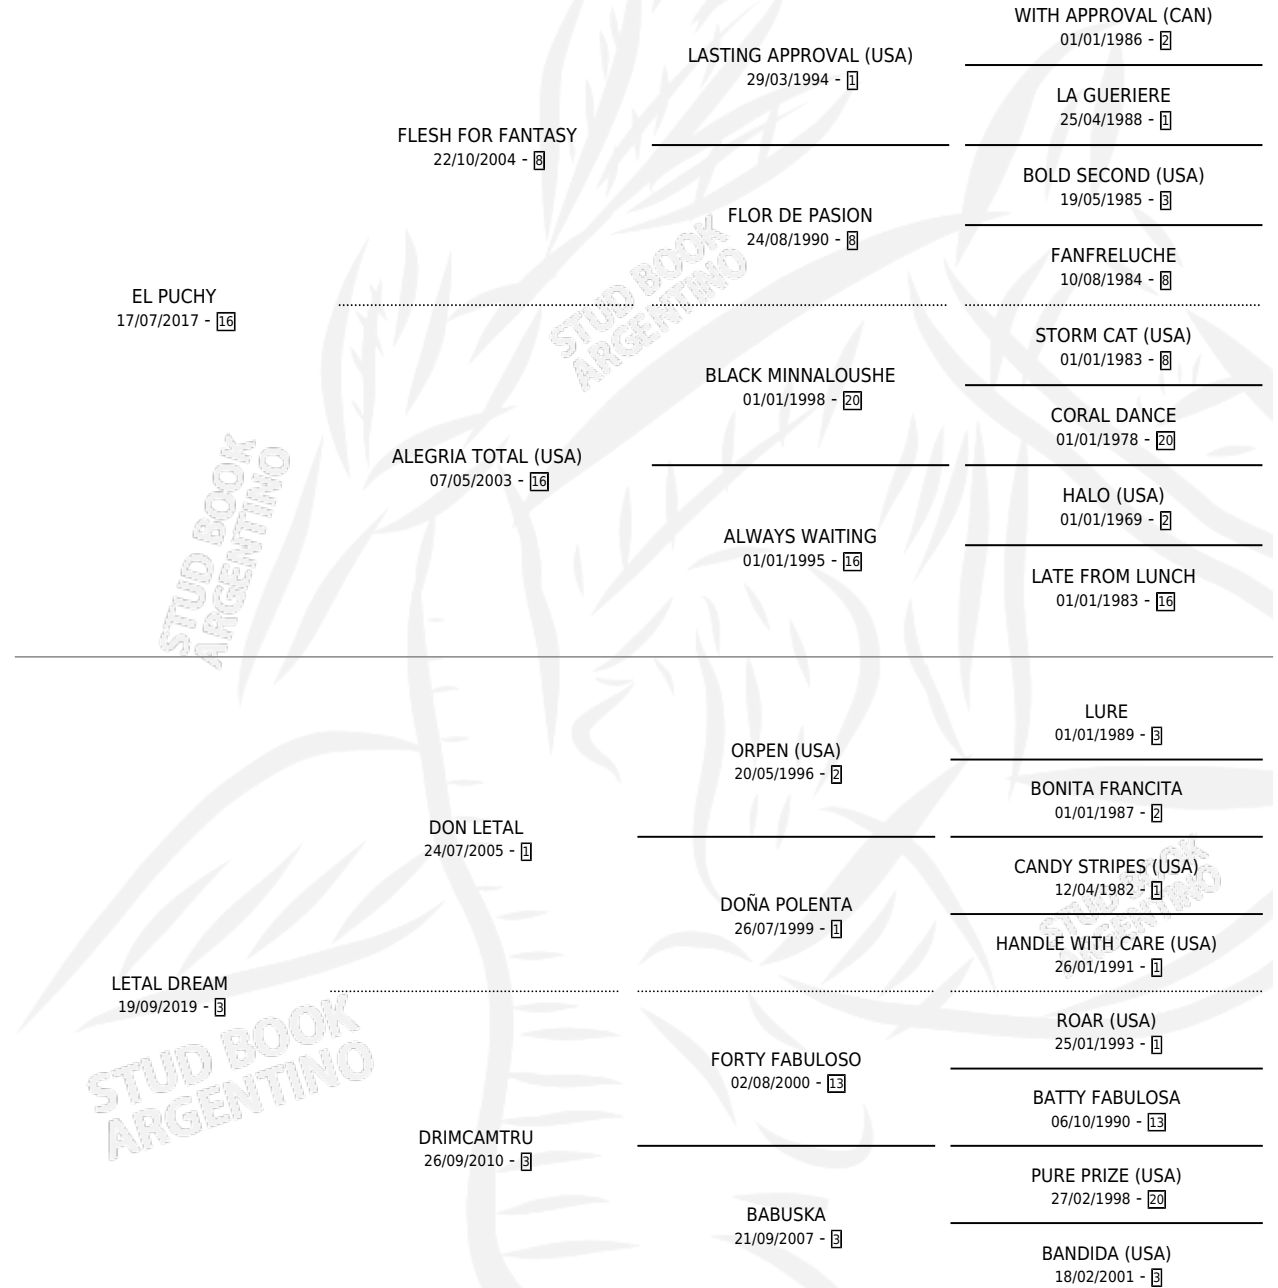 WITH APPROVAL (CAN)
01/01/1986 - 2
LASTING APPROVAL (USA)
29/03/1994 - 1
LA GUERIERE
25/04/1988 - 1
FLESH FOR FANTASY
22/10/2004 - 8
BOLD SECOND (USA)
19/05/1985 - 3
FLOR DE PASION
24/08/1990 - 8
FANFRELUCHE
10/08/1984 - 8
EL PUCHY
17/07/2017 - 16
STORM CAT (USA)
01/01/1983 - 8
BLACK MINNALOUSHE
01/01/1998 - 20
CORAL DANCE
01/01/1978 - 20
ALEGRIA TOTAL (USA)
07/05/2003 - 16
HALO (USA)
01/01/1969 - 2
ALWAYS WAITING
01/01/1995 - 16
LATE FROM LUNCH
01/01/1983 - 16
LURE
01/01/1989 - 3
ORPEN (USA)
20/05/1996 - 2
BONITA FRANCITA
01/01/1987 - 2
DON LETAL
24/07/2005 - 1
CANDY STRIPES (USA)
12/04/1982 - 1
DOÑA POLENTA
26/07/1999 - 1
HANDLE WITH CARE (USA)
26/01/1991 - 1
LETAL DREAM
19/09/2019 - 3
ROAR (USA)
25/01/1993 - 1
FORTY FABULOSO
02/08/2000 - 13
BATTY FABULOSA
06/10/1990 - 13
DRIMCAMTRU
26/09/2010 - 3
PURE PRIZE (USA)
27/02/1998 - 20
BABUSKA
21/09/2007 - 3
BANDIDA (USA)
18/02/2001 - 3
STUD BOOK
ARGENTINO
STUD BOOK
ARGENTINO
STUD BOOK
ARGENTINO
STUD BOOK
ARGENTINO